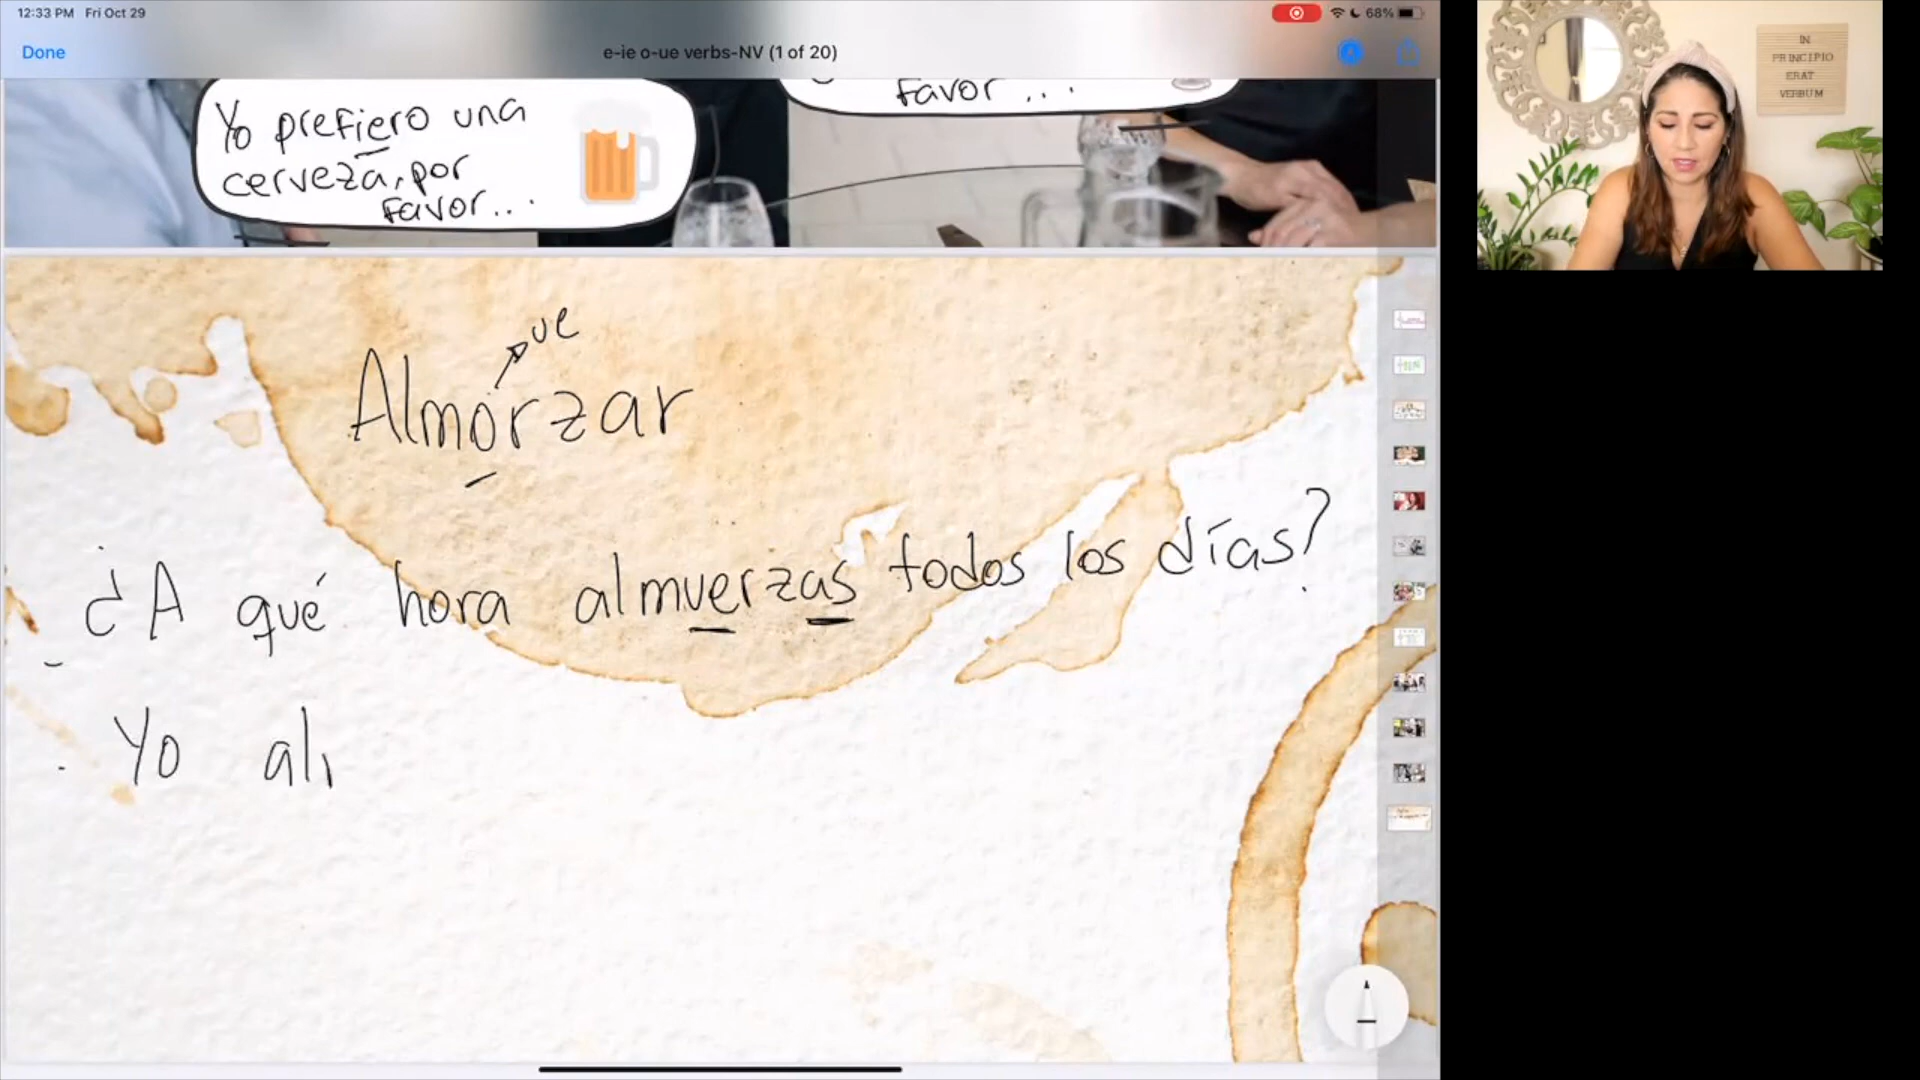 12:33 PM Fri Oct 29
68%
Done
e-ie o-ue verbs-NV (1 of 20)
Yo prefiero una
cerveza, por
favor...
favor...
ue
Almorzar
¿A qué hora almuerzas todos los días?
Yo al
IN
PRINCIPIO
ERAT
VERBUM